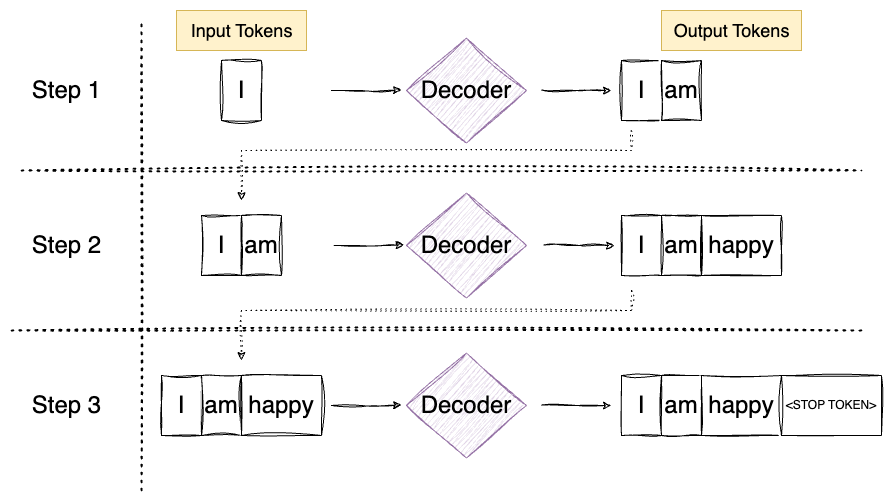 Input Tokens
Output Tokens
Step 1
I
Decoder
I am
Step 2
I am
Decoder
I am happy
Step 3
I am happy
Decoder
I am happy <STOP TOKEN>